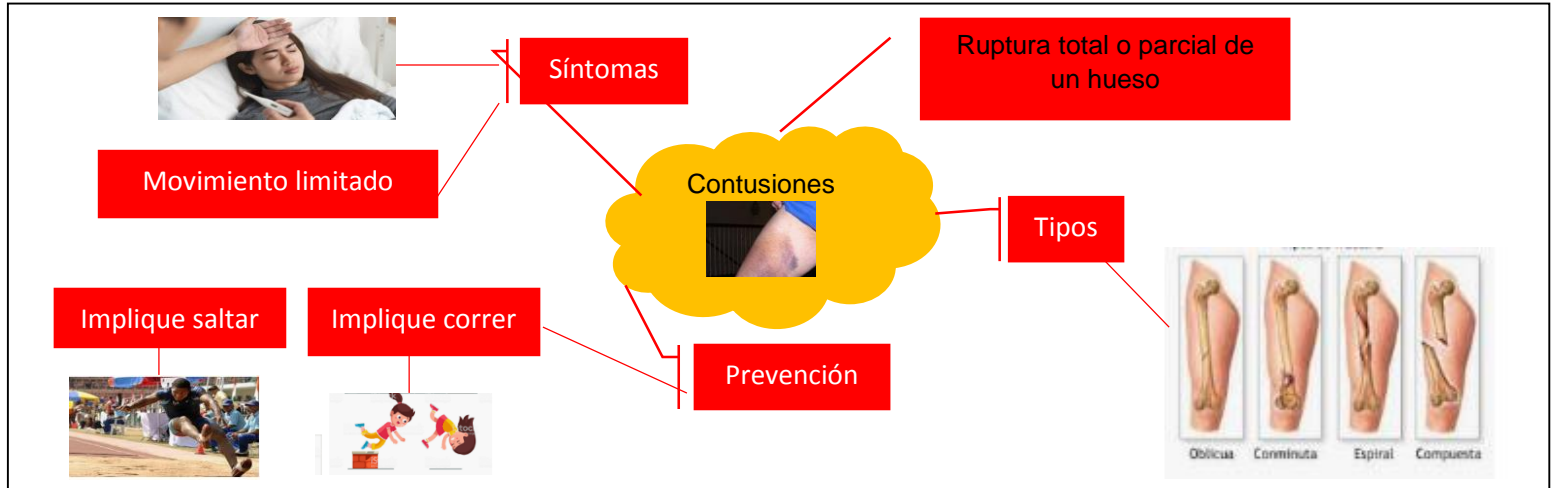 Síntomas
Ruptura total o parcial de
un hueso
Movimiento limitado
Contusiones
Tipos
Implique saltar
Implique correr
Prevención
Oblicua
Conminuta
Espiral
Compuesta